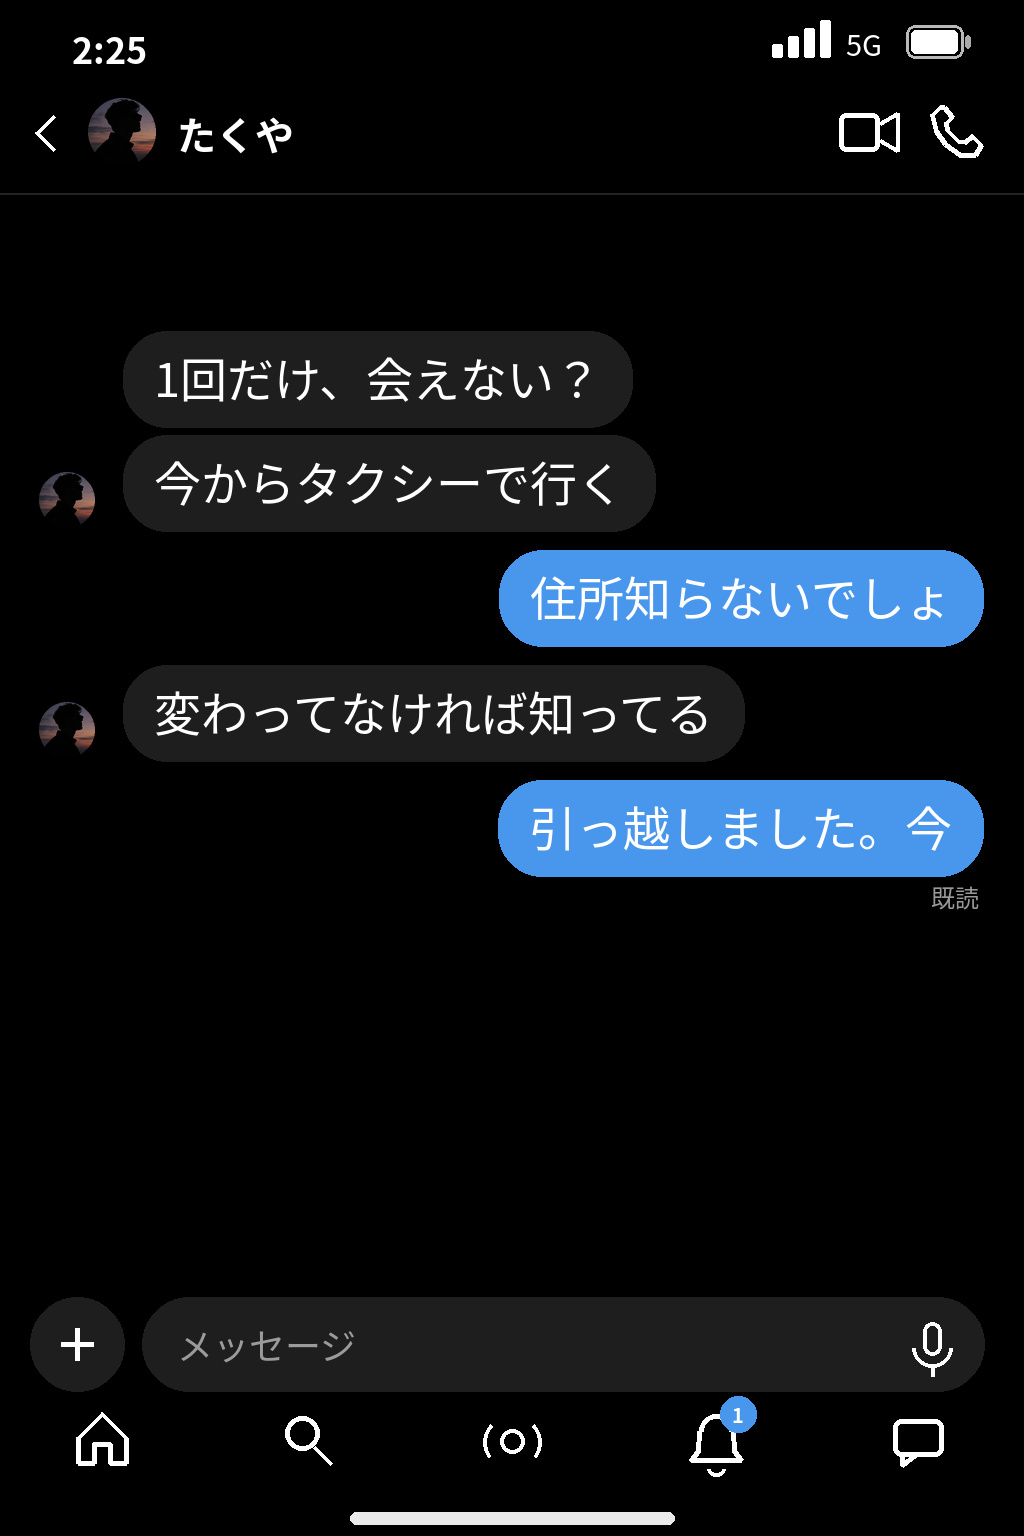 2:25
5G
たくや
1回だけ、会えない？
今からタクシーで行く
住所知らないでしょ
変わってなければ知ってる
引っ越しました。今
既読
メッセージ
1